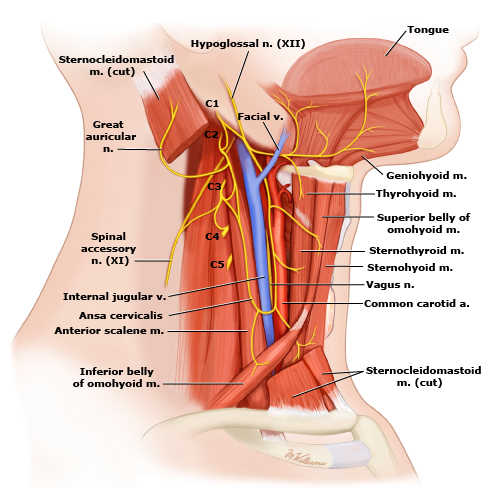 Tongue
Hypoglossal n. (XII)
Sternocleidomastoid
m. (cut)
C1
Facial v.
Great
auricular
n.
C2
Geniohyoid m.
C3
Thyrohyoid m.
Superior belly of
omohyoid m.
Spinal
accessory
n. (XI)
C4
Sternothyroid m.
C5
Sternohyoid m.
Vagus n.
Internal jugular v.
Common carotid a.
Ansa cervicalis
Anterior scalene m.
Inferior belly
of omohyoid m.
Sternocleidomastoid
m. (cut)
McWilliams